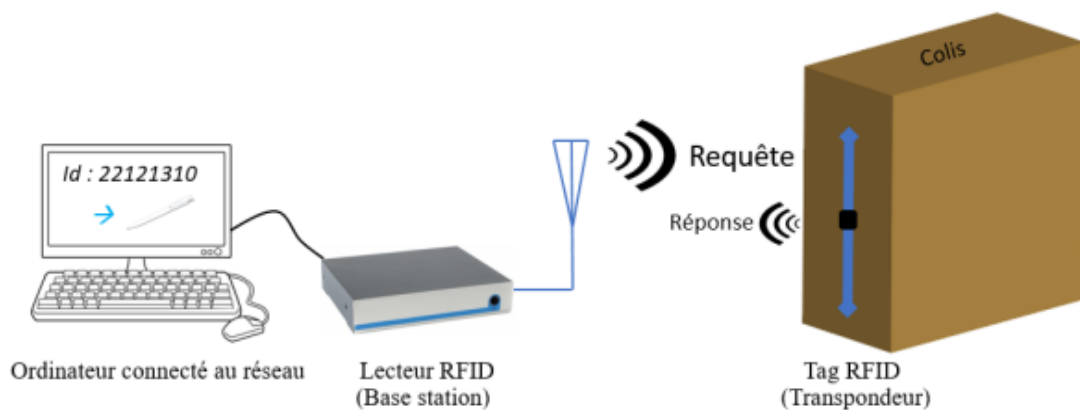 Colis
Id : 22121310
Requête
Réponse
Ordinateur connecté au réseau
Lecteur RFID
(Base station)
Tag RFID
(Transpondeur)